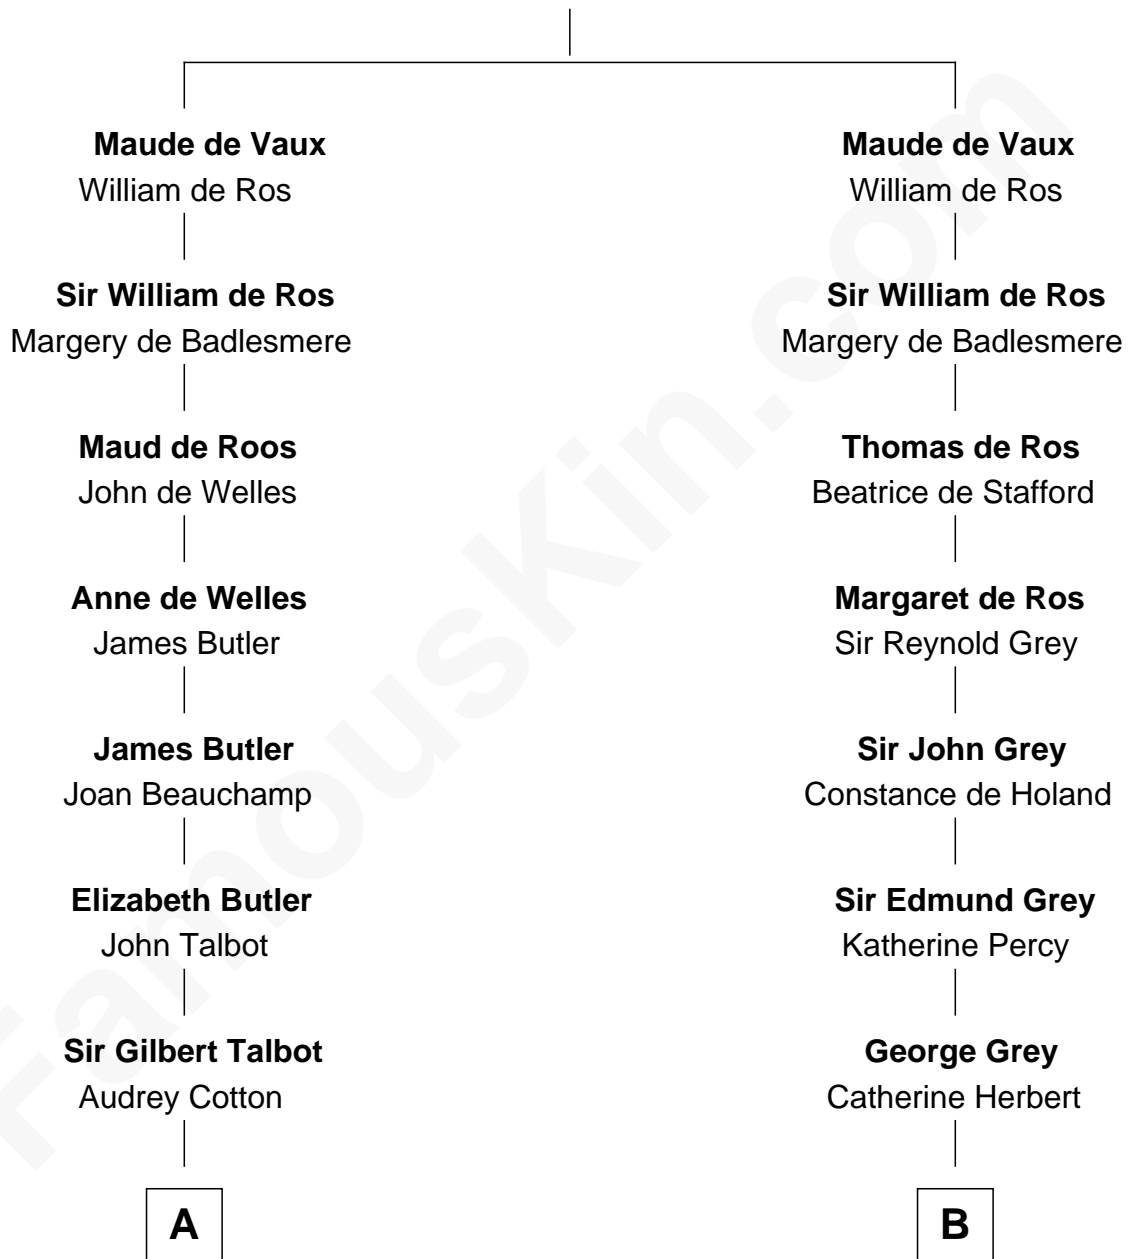 Maude de Vaux
William de Ros
Sir William de Ros
Margery de Badlesmere
Maud de Roos
John de Welles
Anne de Welles
James Butler
James Butler
Joan Beauchamp
Elizabeth Butler
John Talbot
Sir Gilbert Talbot
Audrey Cotton
A
Maude de Vaux
William de Ros
Sir William de Ros
Margery de Badlesmere
Thomas de Ros
Beatrice de Stafford
Margaret de Ros
Sir Reynold Grey
Sir John Grey
Constance de Holand
Sir Edmund Grey
Katherine Percy
George Grey
Catherine Herbert
B
FamousKin.com